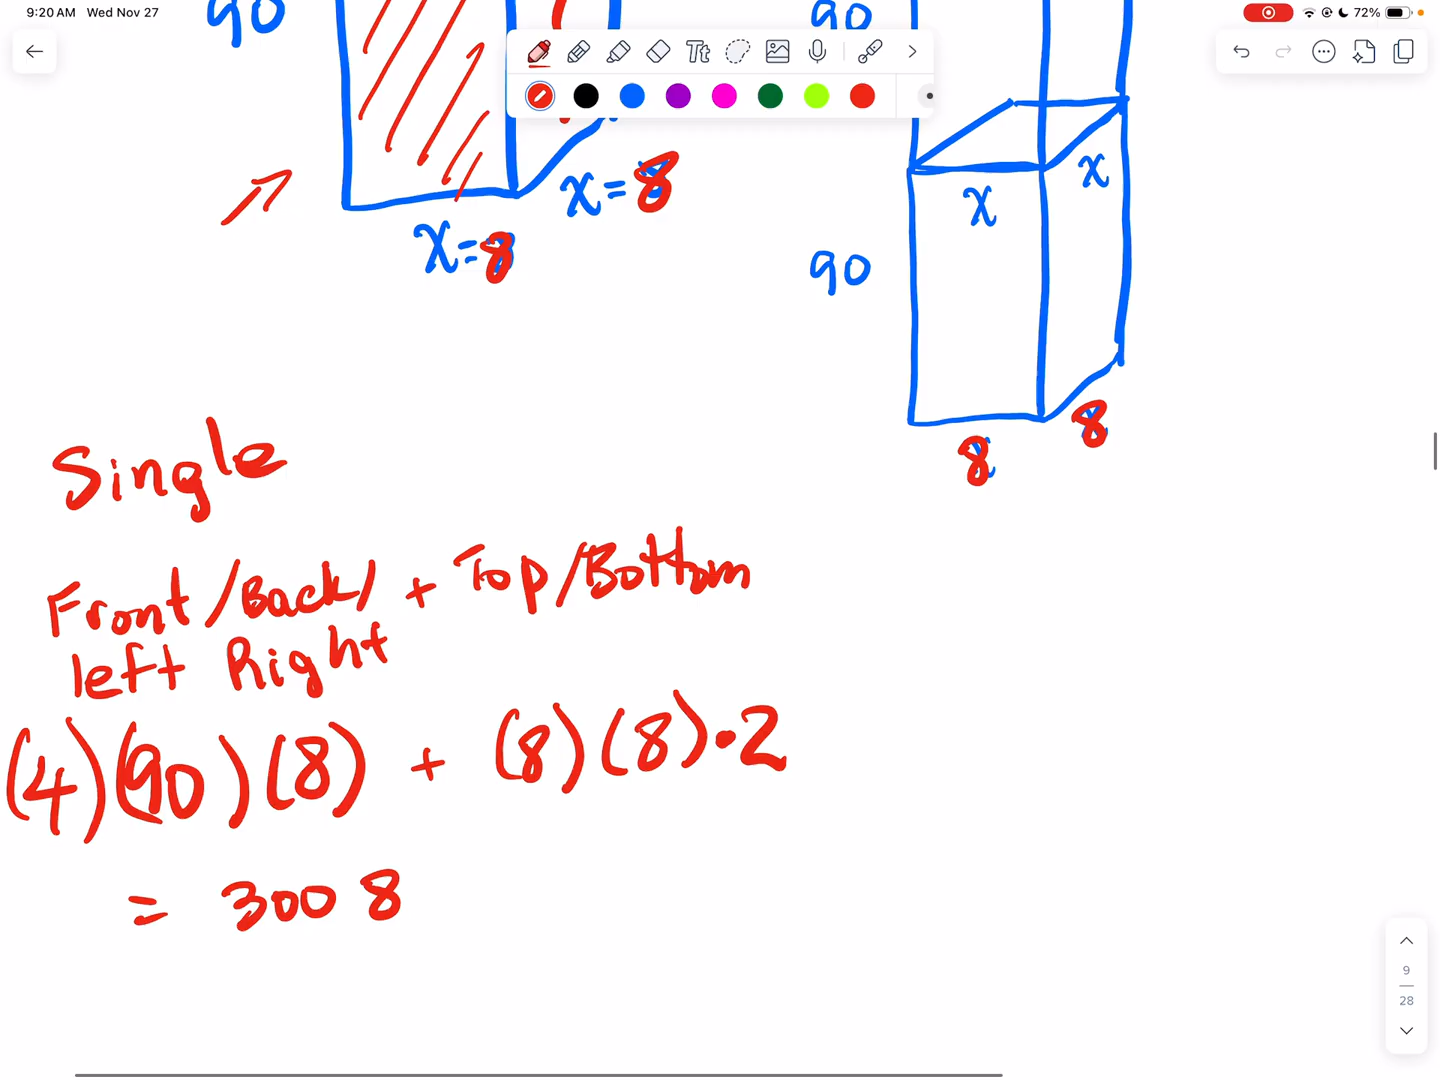 9:20 AM Wed Nov 27
72%
90
90
Tt
x = 8
x
x = 8
x
90
8
8
Single
Front /Back/ + Top/Bottom
left Right
(4)(90)(8) + (8)(8)·2
= 3008
9
28